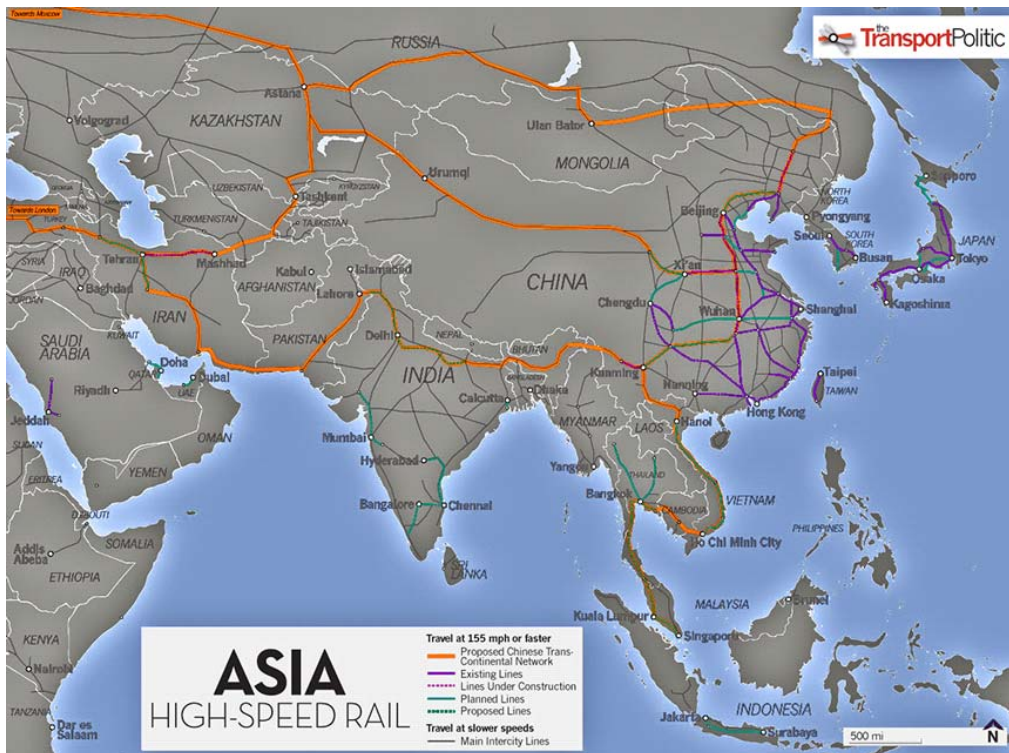 Towards Moscow
RUSSIA
the
TransportPolitic
Astana
Volgograd
KAZAKHSTAN
Ulan Bator
MONGOLIA
Urumqi
GEORGIA
UZBEKISTAN
KYRGYZSTAN
Sapporo
Towards London
TURKEY
Tashkent
TURKMENISTAN
TAJIKISTAN
Beijing
NORTH
KOREA
Pyongyang
Seoul
SOUTH
KOREA
Busan
JAPAN
Tokyo
Osaka
Kagoshima
SYRIA
Tehran
Mashhad
IRAQ
Baghdad
Kabul
AFGHANISTAN
Islamabad
Lahore
CHINA
Xi'an
Chengdu
Wuhan
Shanghai
JORDAN
IRAN
KUWAIT
PAKISTAN
Delhi
NEPAL
BHUTAN
SAUDI
ARABIA
Doha
QATAR
Dubai
UAE
Riyadh
INDIA
BANGLADESH
Dhaka
Calcutta
Kunming
Nanning
Hong Kong
Taipei
TAIWAN
Jeddah
OMAN
MYANMAR
LAOS
Hanoi
SUDAN
Mumbai
Hyderabad
YEMEN
ERITREA
Yangon
THAILAND
Bangalore
Chennai
Bangkok
CAMBODIA
VIETNAM
Ho Chi Minh City
PHILIPPINES
DJIBOUTI
Addis
Abeba
SOMALIA
ETHIOPIA
SRI
LANKA
Kuala Lumpur
MALAYSIA
Brunei
Singapore
KENYA
Nairobi
TANZANIA
Dar es
Salaam
Jakarta
INDONESIA
Surabaya
500 mi
N
ASIA
HIGH-SPEED RAIL
Travel at 155 mph or faster
Proposed Chinese Trans-
Continental Network
Existing Lines
Lines Under Construction
Planned Lines
Proposed Lines
Travel at slower speeds
Main Intercity Lines